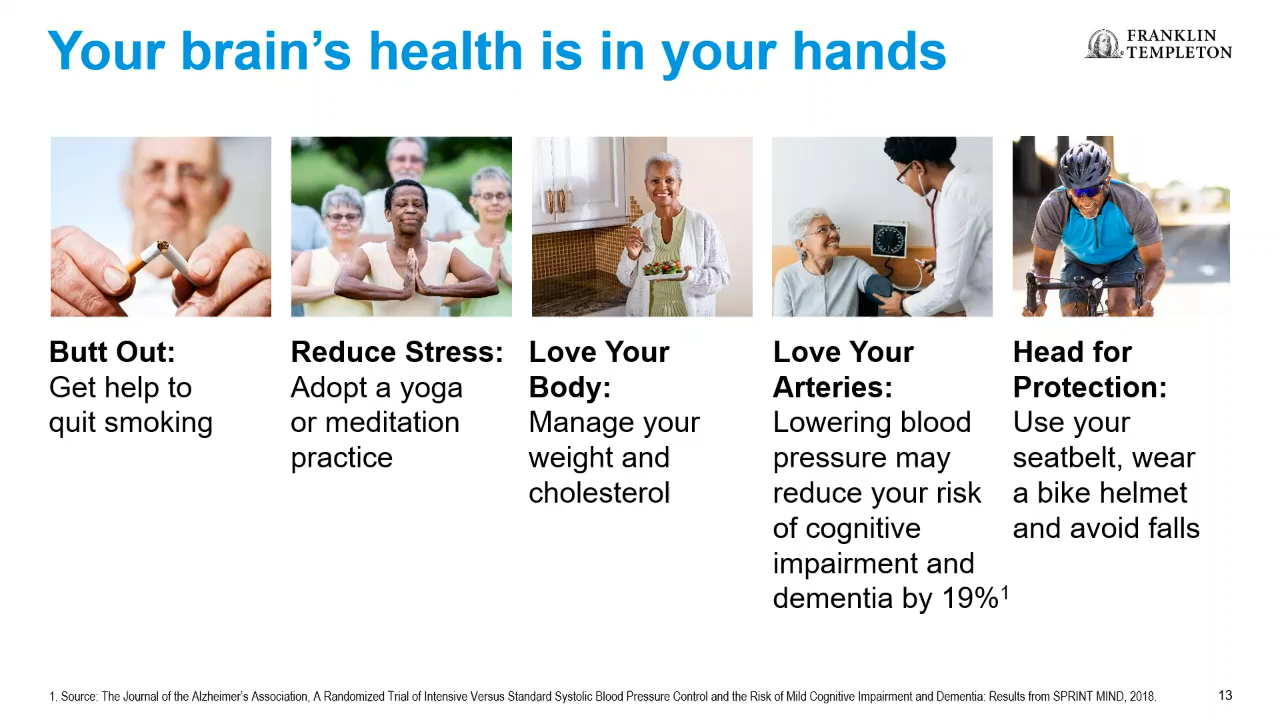 Your brain’s health is in your hands
FRANKLIN
TEMPLETON
Butt Out:
Get help to
quit smoking
Reduce Stress:
Adopt a yoga
or meditation
practice
Love Your
Body:
Manage your
weight and
cholesterol
Love Your
Arteries:
Lowering blood
pressure may
reduce your risk
of cognitive
impairment and
dementia by 19%¹
Head for
Protection:
Use your
seatbelt, wear
a bike helmet
and avoid falls
1. Source: The Journal of the Alzheimer’s Association, A Randomized Trial of Intensive Versus Standard Systolic Blood Pressure Control and the Risk of Mild Cognitive Impairment and Dementia: Results from SPRINT MIND, 2018.
13